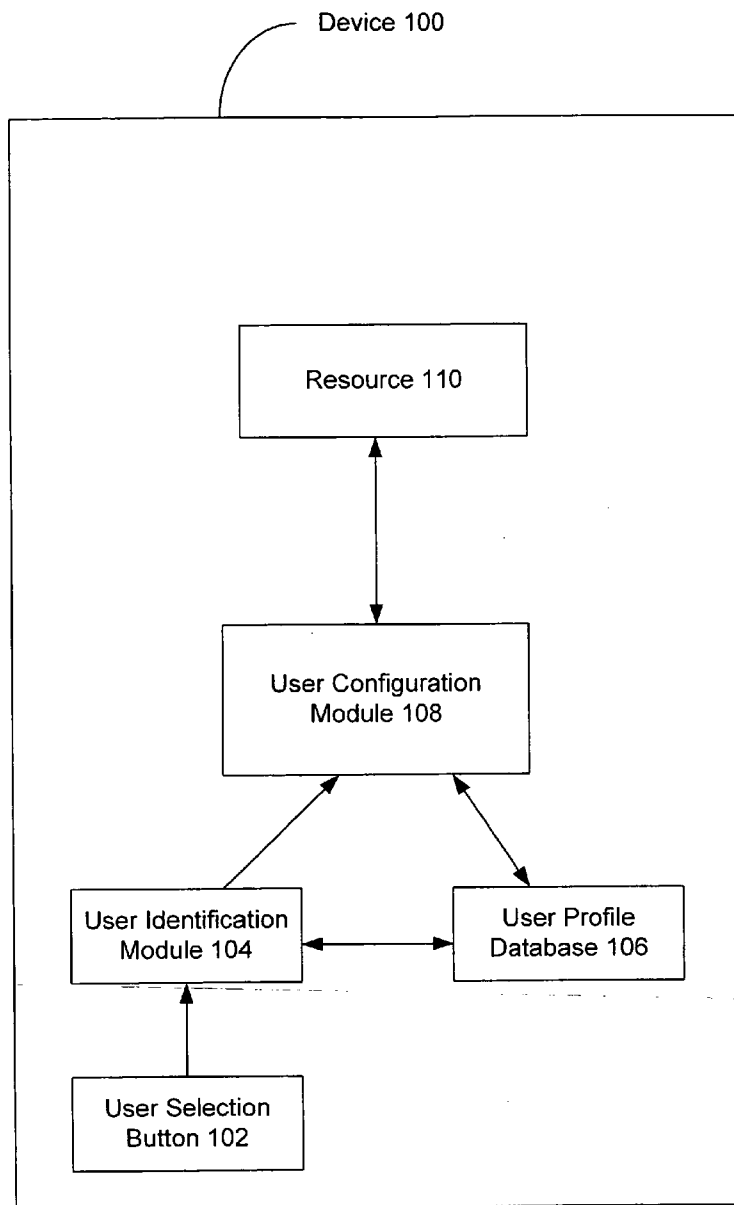 Device 100
Resource 110
User Configuration
Module 108
User Identification
Module 104
User Profile
Database 106
User Selection
Button 102